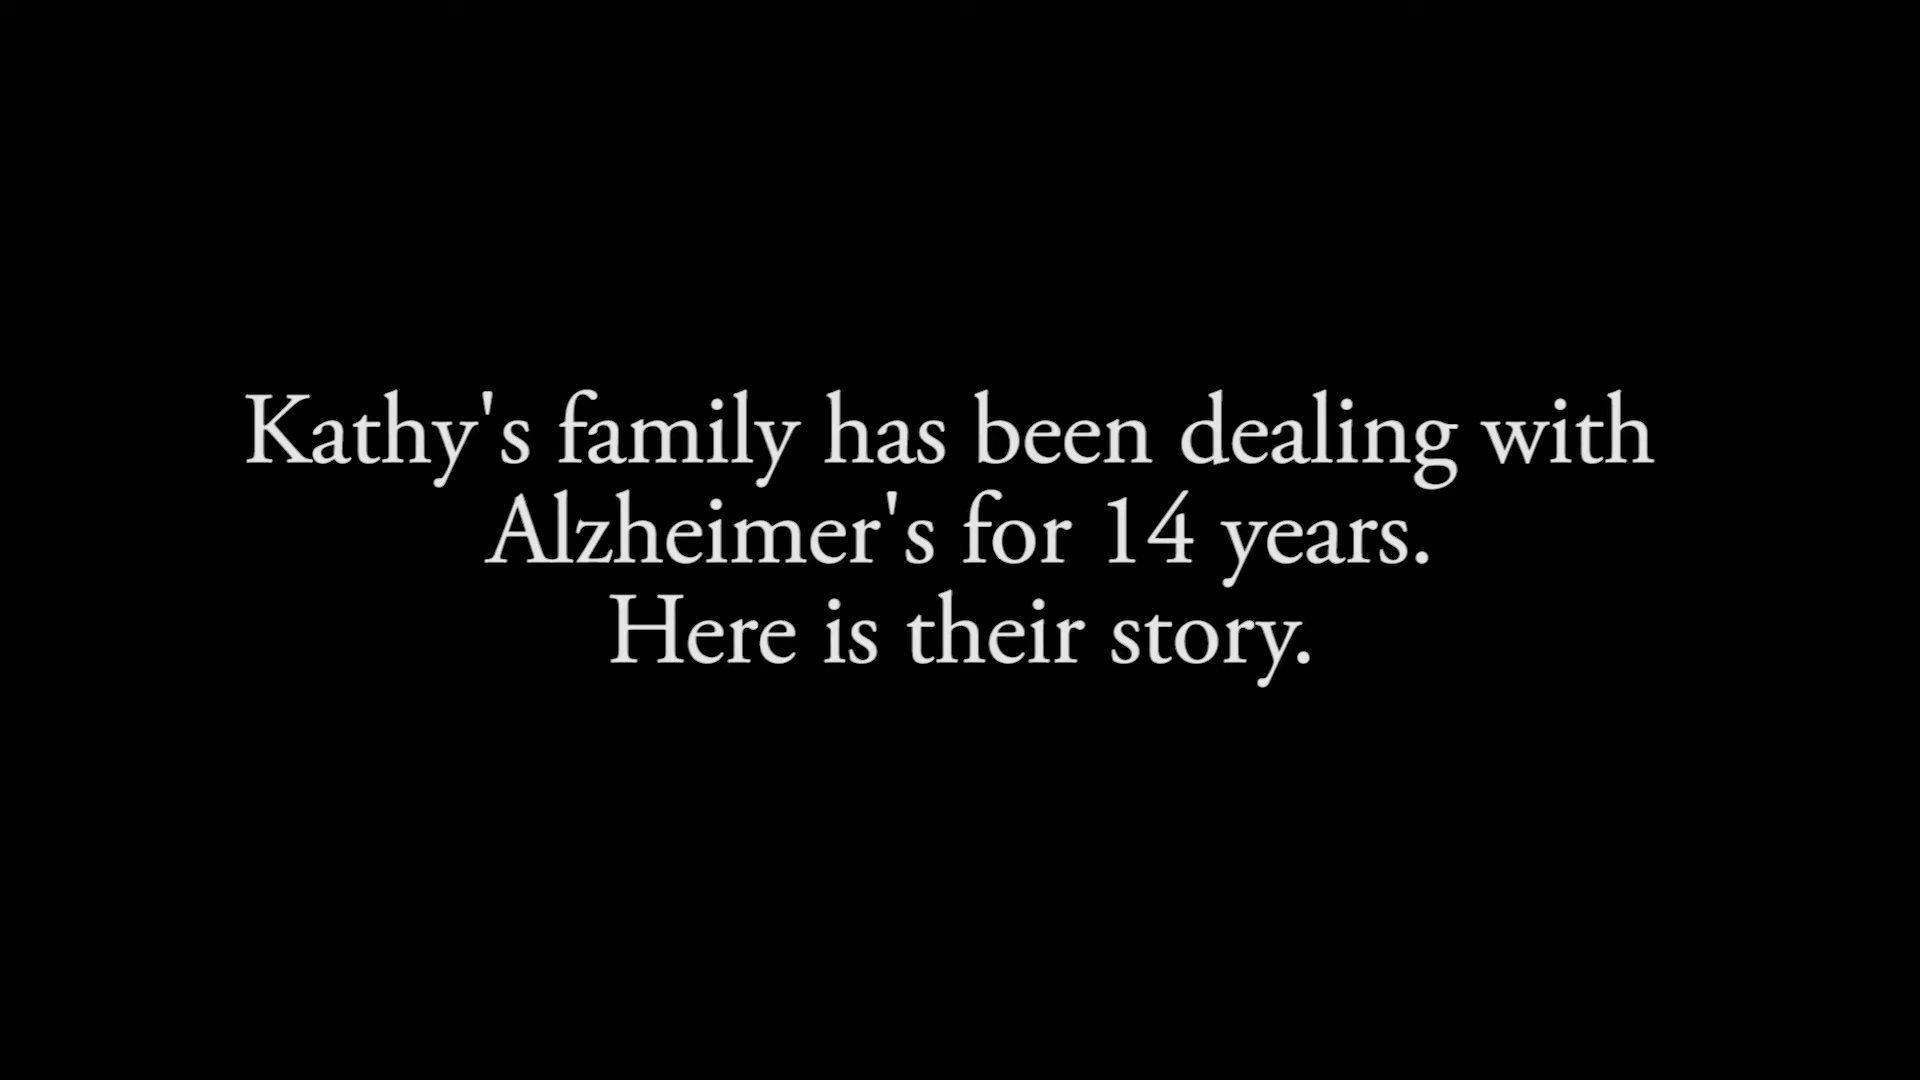 Kathy's family has been dealing with
Alzheimer's for 14 years.
Here is their story.